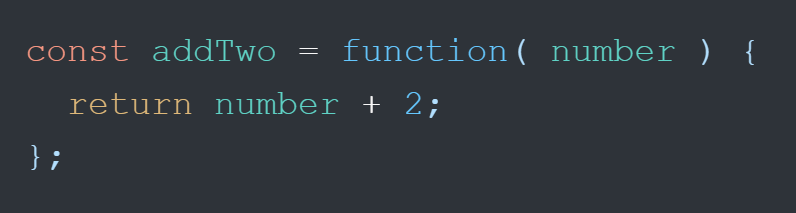 const addTwo = function( number ) {
  return number + 2;
};